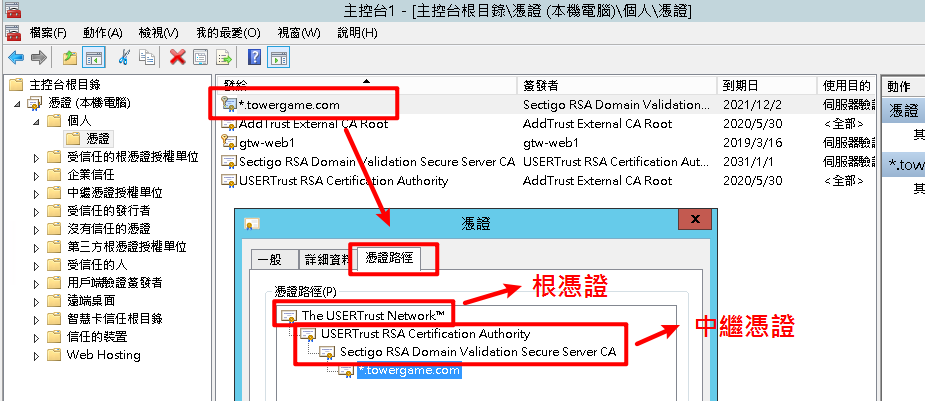 主控台1 - [主控台根目錄\憑證 (本機電腦)\個人\憑證]
檔案(F) 動作(A) 檢視(V) 我的最愛(O) 視窗(W) 說明(H)
主控台根目錄
憑證 (本機電腦)
個人
憑證
受信任的根憑證授權單位
企業信任
中繼憑證授權單位
受信任的發行者
沒有信任的憑證
第三方根憑證授權單位
受信任的人
用戶端驗證簽發者
遠端桌面
智慧卡信任根目錄
信任的裝置
Web Hosting
發給 簽發者 到期日 使用目的
*.towergame.com Sectigo RSA Domain Validation... 2021/12/2 伺服器驗證
AddTrust External CA Root AddTrust External CA Root 2020/5/30 <全部>
gtw-web1 gtw-web1 2019/3/16 伺服器驗證
Sectigo RSA Domain Validation Secure Server CA USERTrust RSA Certification Aut... 2031/1/1 伺服器驗證
USERTrust RSA Certification Authority AddTrust External CA Root 2020/5/30 <全部>
動作
憑證
其
*.tow
其
憑證
x
一般 詳細資料 憑證路徑
憑證路徑(P)
The USERTrust Network™
USERTrust RSA Certification Authority
Sectigo RSA Domain Validation Secure Server CA
*.towergame.com
根憑證
中繼憑證